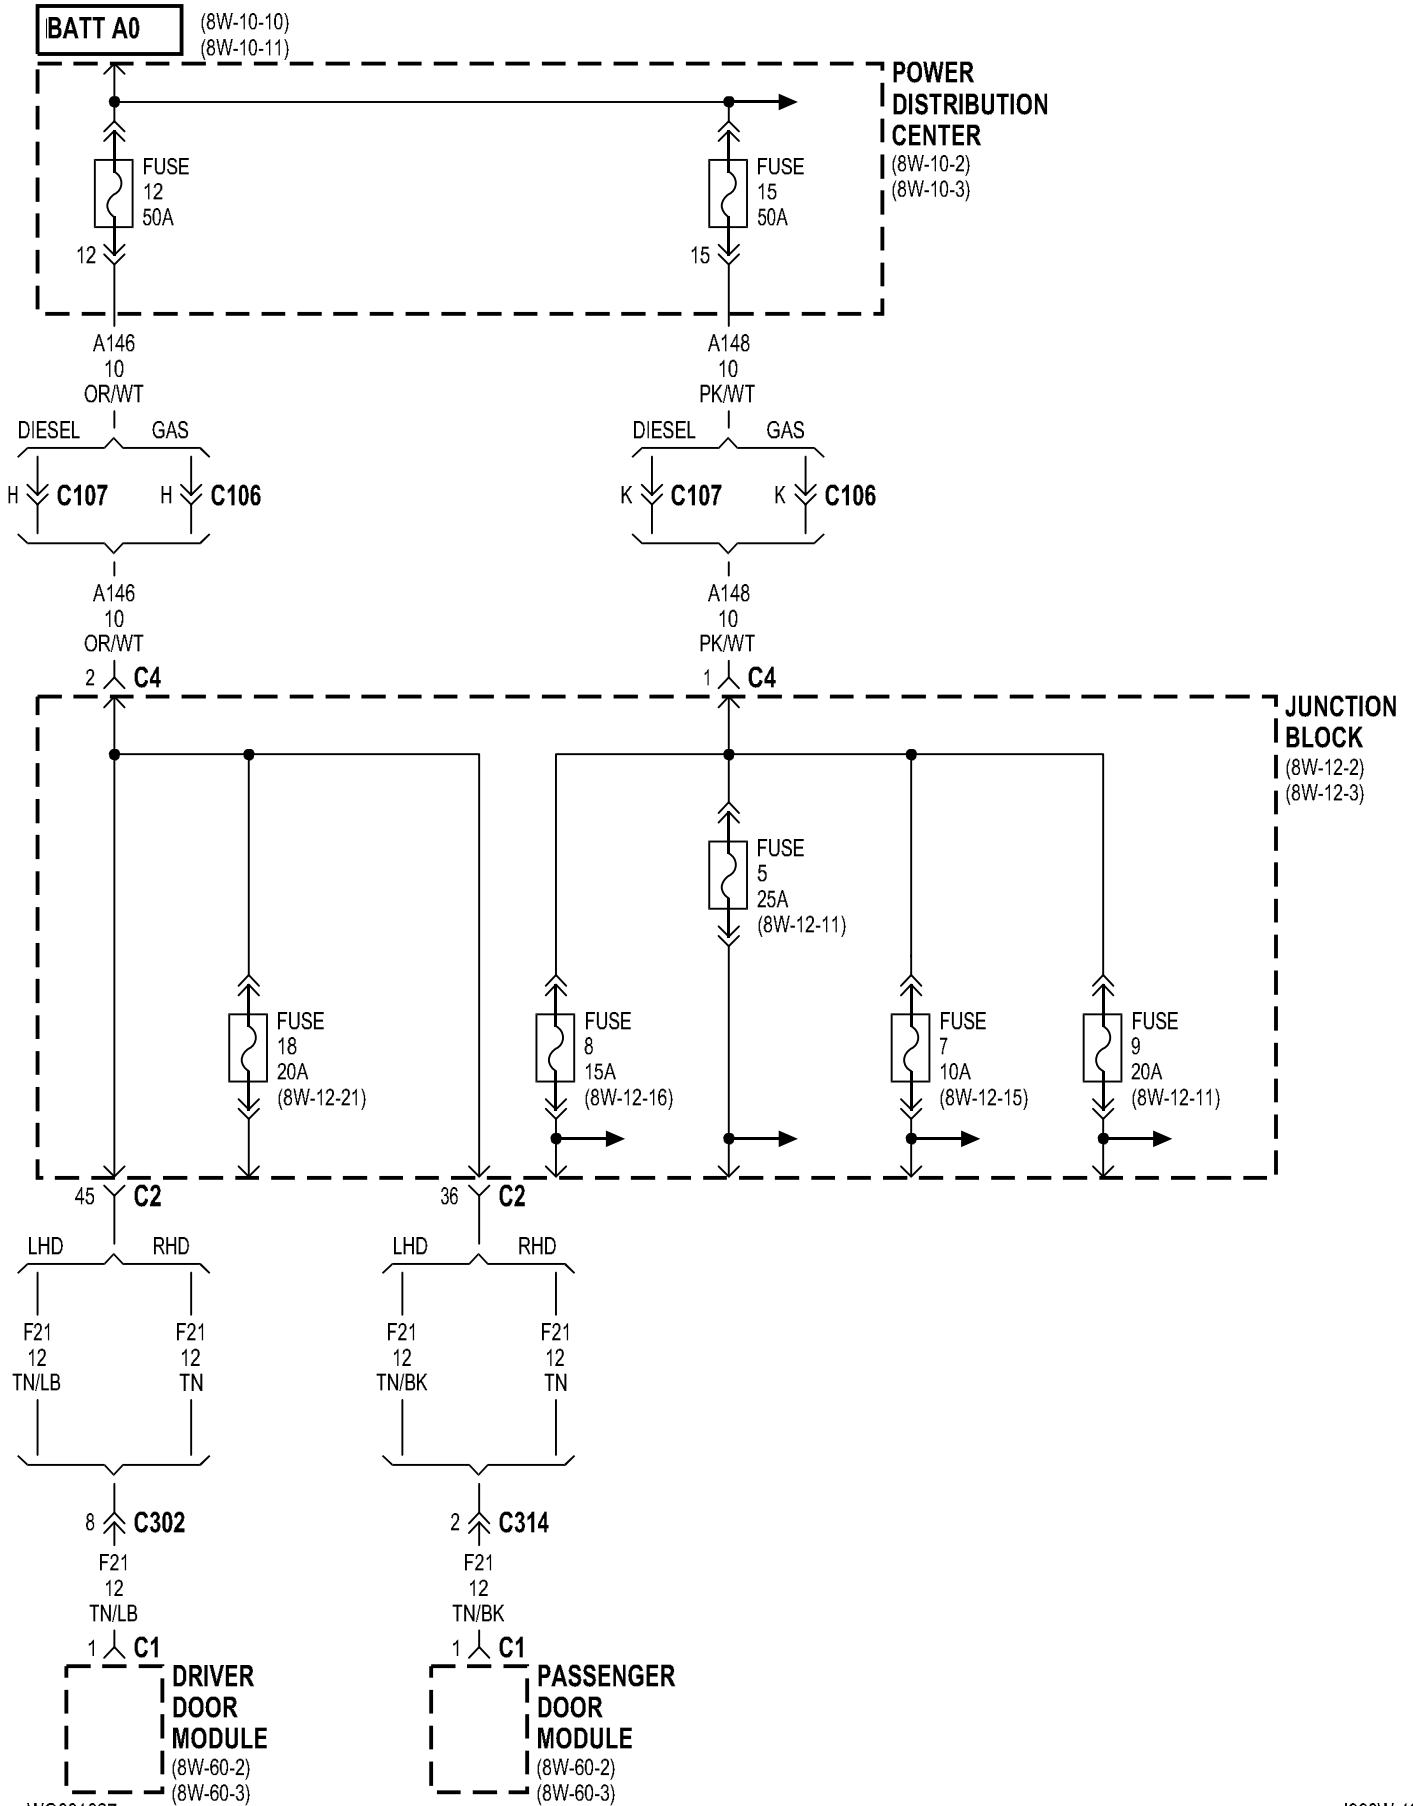 BATT A0
(8W-10-10)
(8W-10-11)
POWER
DISTRIBUTION
CENTER
(8W-10-2)
(8W-10-3)
FUSE
12
50A
12
FUSE
15
50A
15
A146
10
OR/WT
A148
10
PK/WT
DIESEL GAS
DIESEL GAS
H C107
H C106
K C107
K C106
A146
10
OR/WT
A148
10
PK/WT
2 C4
1 C4
JUNCTION
BLOCK
(8W-12-2)
(8W-12-3)
FUSE
5
25A
(8W-12-11)
FUSE
18
20A
(8W-12-21)
FUSE
8
15A
(8W-12-16)
FUSE
7
10A
(8W-12-15)
FUSE
9
20A
(8W-12-11)
45 C2
36 C2
LHD RHD
LHD RHD
F21
12
TN/LB
F21
12
TN
F21
12
TN/BK
F21
12
TN
8 C302
2 C314
F21
12
TN/LB
F21
12
TN/BK
1 C1
1 C1
DRIVER
DOOR
MODULE
(8W-60-2)
(8W-60-3)
PASSENGER
DOOR
MODULE
(8W-60-2)
(8W-60-3)